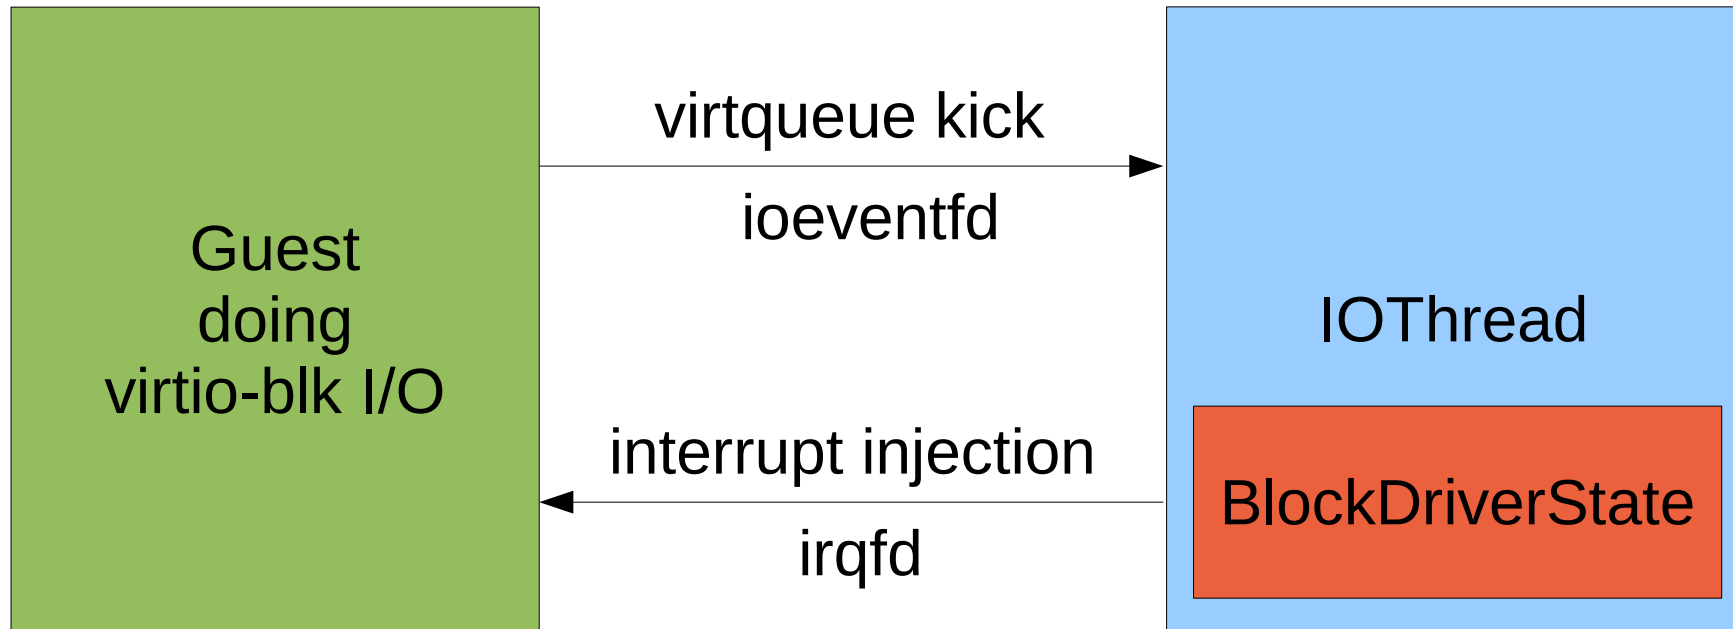 Guest
doing
virtio-blk I/O
virtqueue kick
ioeventfd
interrupt injection
irqfd
IOThread
BlockDriverState